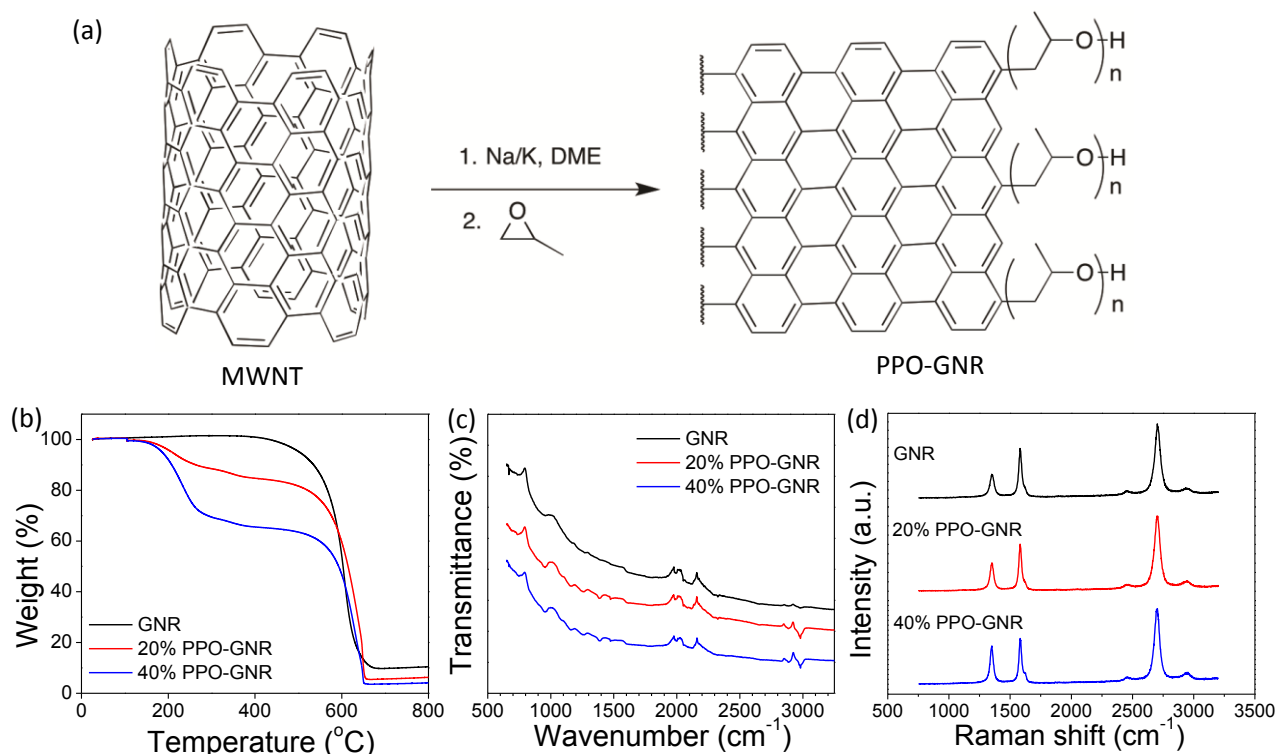 (a)
1. Na/K, DME
2.
O
MWNT
O
H
n
O
H
n
O
H
n
PPO-GNR
(b)
100
80
60
40
20
0
0 200 400 600 800
Weight (%)
Temperature (°C)
GNR
20% PPO-GNR
40% PPO-GNR
(c)
Transmittance (%)
GNR
20% PPO-GNR
40% PPO-GNR
500 1000 1500 2000 2500 3000
Wavenumber (cm⁻¹)
(d)
Intensity (a.u.)
GNR
20% PPO-GNR
40% PPO-GNR
500 1000 1500 2000 2500 3000 3500
Raman shift (cm⁻¹)